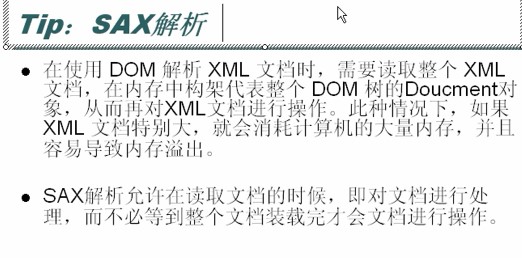 Tip：SAX解析
● 在使用 DOM 解析 XML 文档时，需要读取整个 XML
文档，在内存中构架代表整个 DOM 树的Doucment对
象，从而再对XML文档进行操作。此种情况下，如果
XML 文档特别大，就会消耗计算机的大量内存，并且
容易导致内存溢出。
● SAX解析允许在读取文档的时候，即对文档进行处
理，而不必等到整个文档装载完才会文档进行操作。